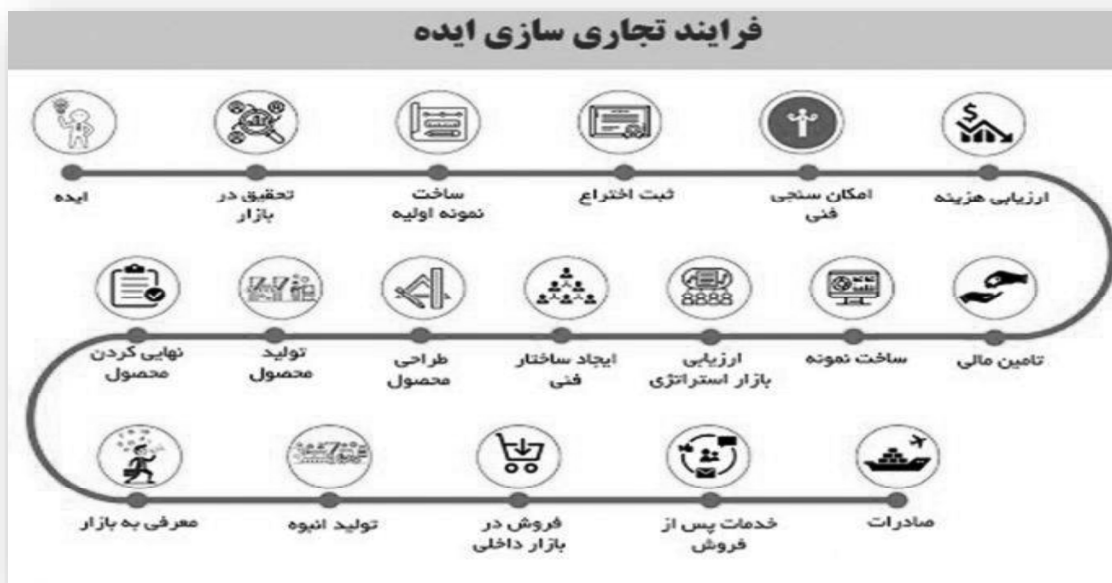 فرایند تجاری سازی ایده
ایده
تحقیق در
بازار
ساخت
نمونه اولیه
ثبت اختراع
امکان سنجی
فنی
ارزیابی هزینه
تامین مالی
ساخت نمونه
ارزیابی
بازار استراتژی
ایجاد ساختار
فنی
طراحی
محصول
تولید
محصول
نهایی کردن
محصول
معرفی به بازار
تولید انبوه
فروش در
بازار داخلی
خدمات پس از
فروش
صادرات